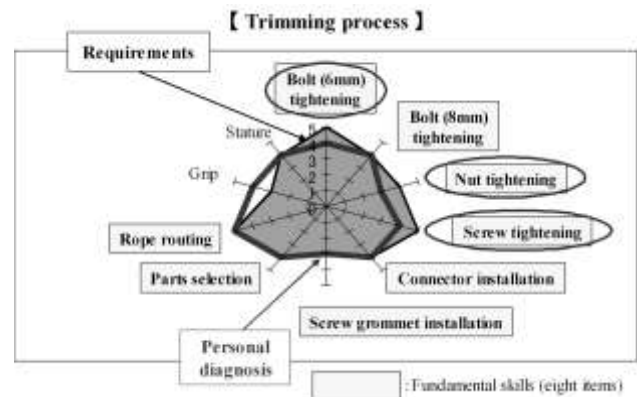 【 Trimming process 】
Requirements
Bolt (6mm)
tightening
Stature
Bolt (8mm)
tightening
5
4
3
2
1
0
Grip
Nut tightening
Rope routing
Screw tightening
Parts selection
Connector installation
Screw grommet installation
Personal
diagnosis
: Fundamental skills (eight items)